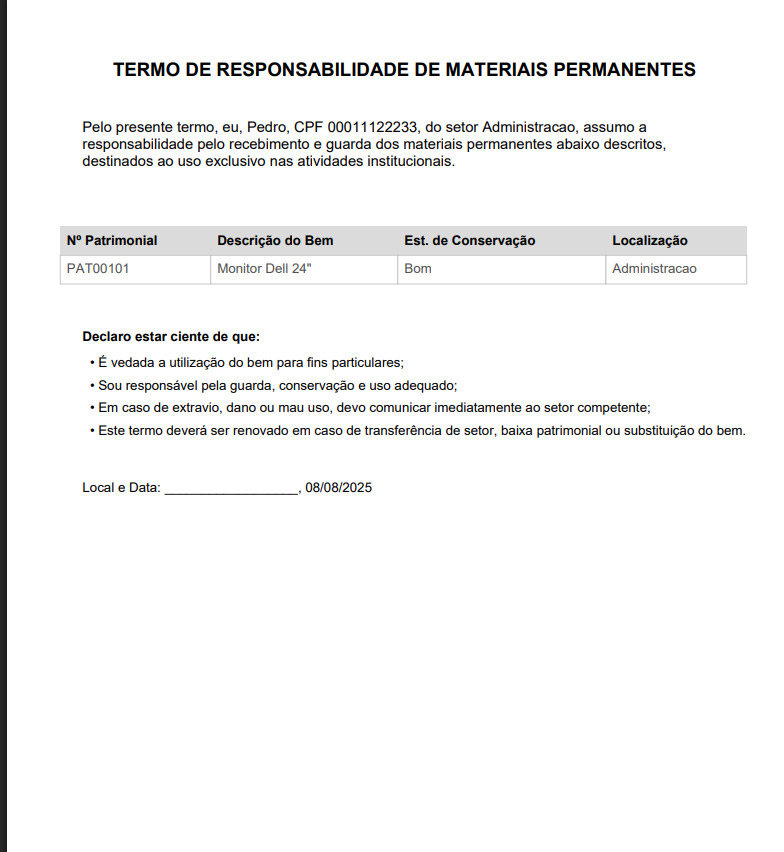 TERMO DE RESPONSABILIDADE DE MATERIAIS PERMANENTES
Pelo presente termo, eu, Pedro, CPF 00011122233, do setor Administracao, assumo a
responsabilidade pelo recebimento e guarda dos materiais permanentes abaixo descritos,
destinados ao uso exclusivo nas atividades institucionais.
Nº Patrimonial Descrição do Bem Est. de Conservação Localização
PAT00101 Monitor Dell 24" Bom Administracao
Declaro estar ciente de que:
• É vedada a utilização do bem para fins particulares;
• Sou responsável pela guarda, conservação e uso adequado;
• Em caso de extravio, dano ou mau uso, devo comunicar imediatamente ao setor competente;
• Este termo deverá ser renovado em caso de transferência de setor, baixa patrimonial ou substituição do bem.
Local e Data: ___________________, 08/08/2025